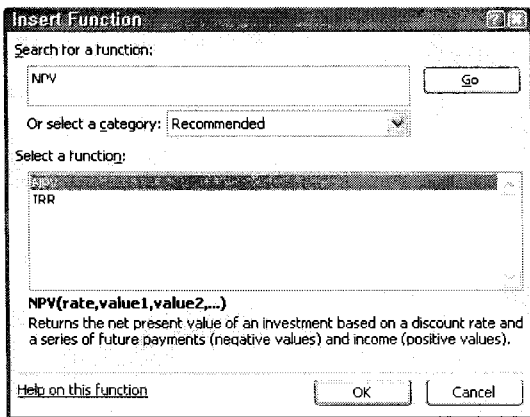 Insert Function
Search for a function:
NPV
Go
Or select a category: Recommended
Select a function:
NPV
IRR
NPV(rate,value1,value2,...)
Returns the net present value of an investment based on a discount rate and
a series of future payments (negative values) and income (positive values).
Help on this function
OK
Cancel